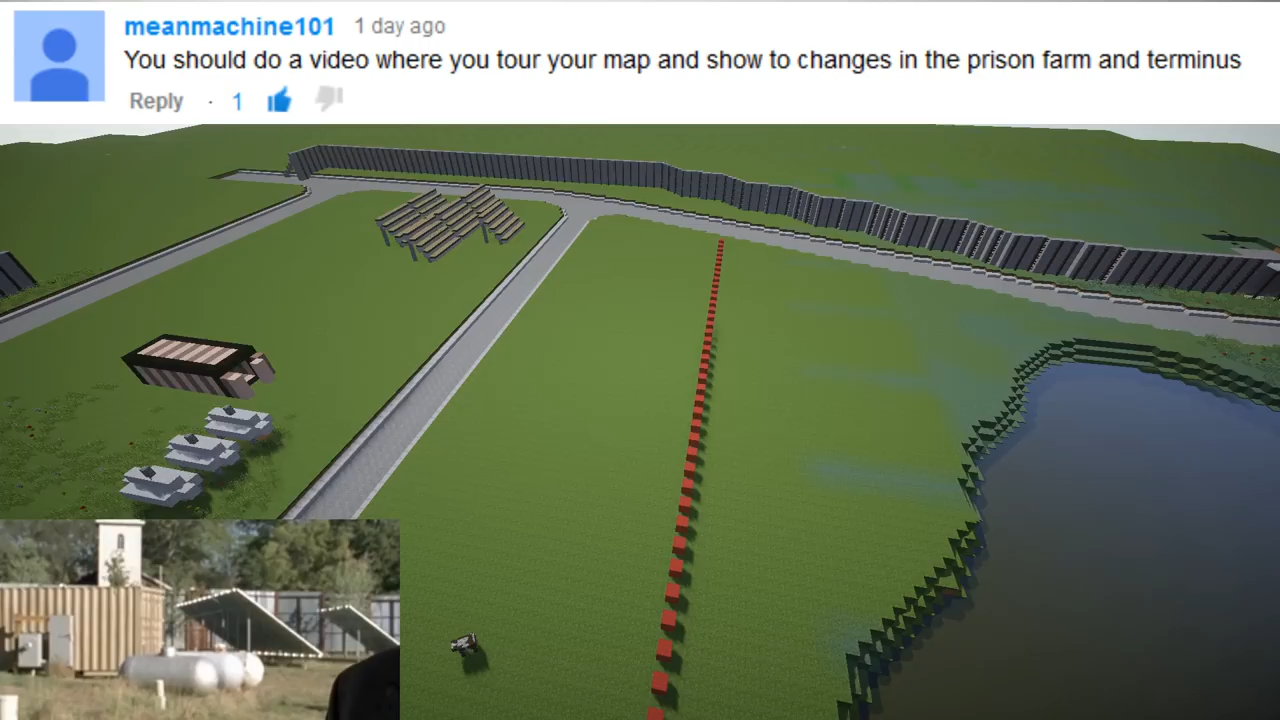 meanmachine101 1 day ago
You should do a video where you tour your map and show to changes in the prison farm and terminus
Reply · 1